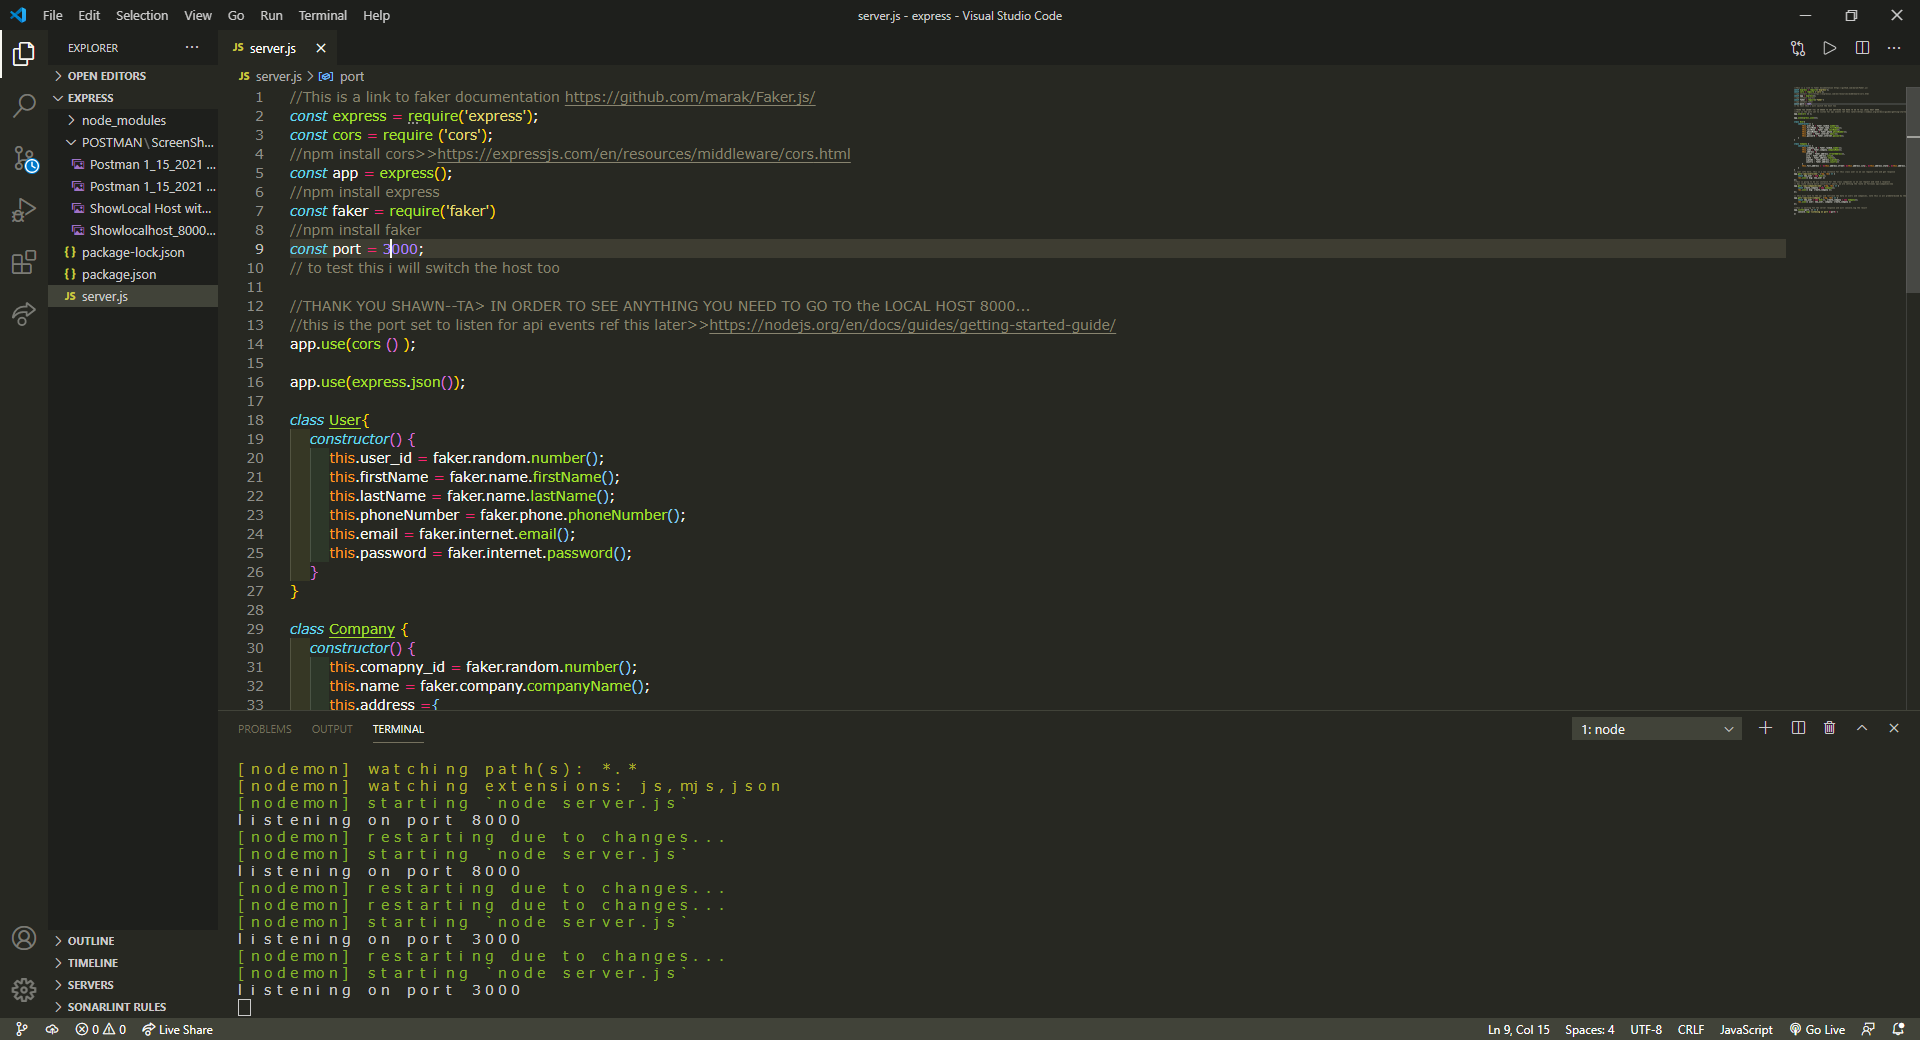 File Edit Selection View Go Run Terminal Help
server.js - express - Visual Studio Code
EXPLORER ...
OPEN EDITORS
EXPRESS
node_modules
POSTMAN\ScreenSh...
Postman 1_15_2021 ...
Postman 1_15_2021 ...
ShowLocal Host wit...
Showlocalhost_8000...
{} package-lock.json
{} package.json
JS server.js
OUTLINE
TIMELINE
SERVERS
SONARLINT RULES
JS server.js
JS server.js > port
1 //This is a link to faker documentation https://github.com/marak/Faker.js/
2 const express = require('express');
3 const cors = require ('cors');
4 //npm install cors>>https://expressjs.com/en/resources/middleware/cors.html
5 const app = express();
6 //npm install express
7 const faker = require('faker')
8 //npm install faker
9 const port = 3000;
10 // to test this i will switch the host too
11
12 //THANK YOU SHAWN--TA> IN ORDER TO SEE ANYTHING YOU NEED TO GO TO the LOCAL HOST 8000...
13 //this is the port set to listen for api events ref this later>>https://nodejs.org/en/docs/guides/getting-started-guide/
14 app.use(cors () );
15
16 app.use(express.json());
17
18 class User{
19 constructor() {
20 this.user_id = faker.random.number();
21 this.firstName = faker.name.firstName();
22 this.lastName = faker.name.lastName();
23 this.phoneNumber = faker.phone.phoneNumber();
24 this.email = faker.internet.email();
25 this.password = faker.internet.password();
26 }
27 }
28
29 class Company {
30 constructor() {
31 this.comapny_id = faker.random.number();
32 this.name = faker.company.companyName();
33 this.address ={
PROBLEMS OUTPUT TERMINAL
1: node
[nodemon] watching path(s): *.*
[nodemon] watching extensions: js,mjs,json
[nodemon] starting `node server.js`
listening on port 8000
[nodemon] restarting due to changes...
[nodemon] starting `node server.js`
listening on port 8000
[nodemon] restarting due to changes...
[nodemon] restarting due to changes...
[nodemon] starting `node server.js`
listening on port 3000
[nodemon] restarting due to changes...
[nodemon] starting `node server.js`
listening on port 3000
0 0 Live Share
Ln 9, Col 15 Spaces: 4 UTF-8 CRLF JavaScript Go Live